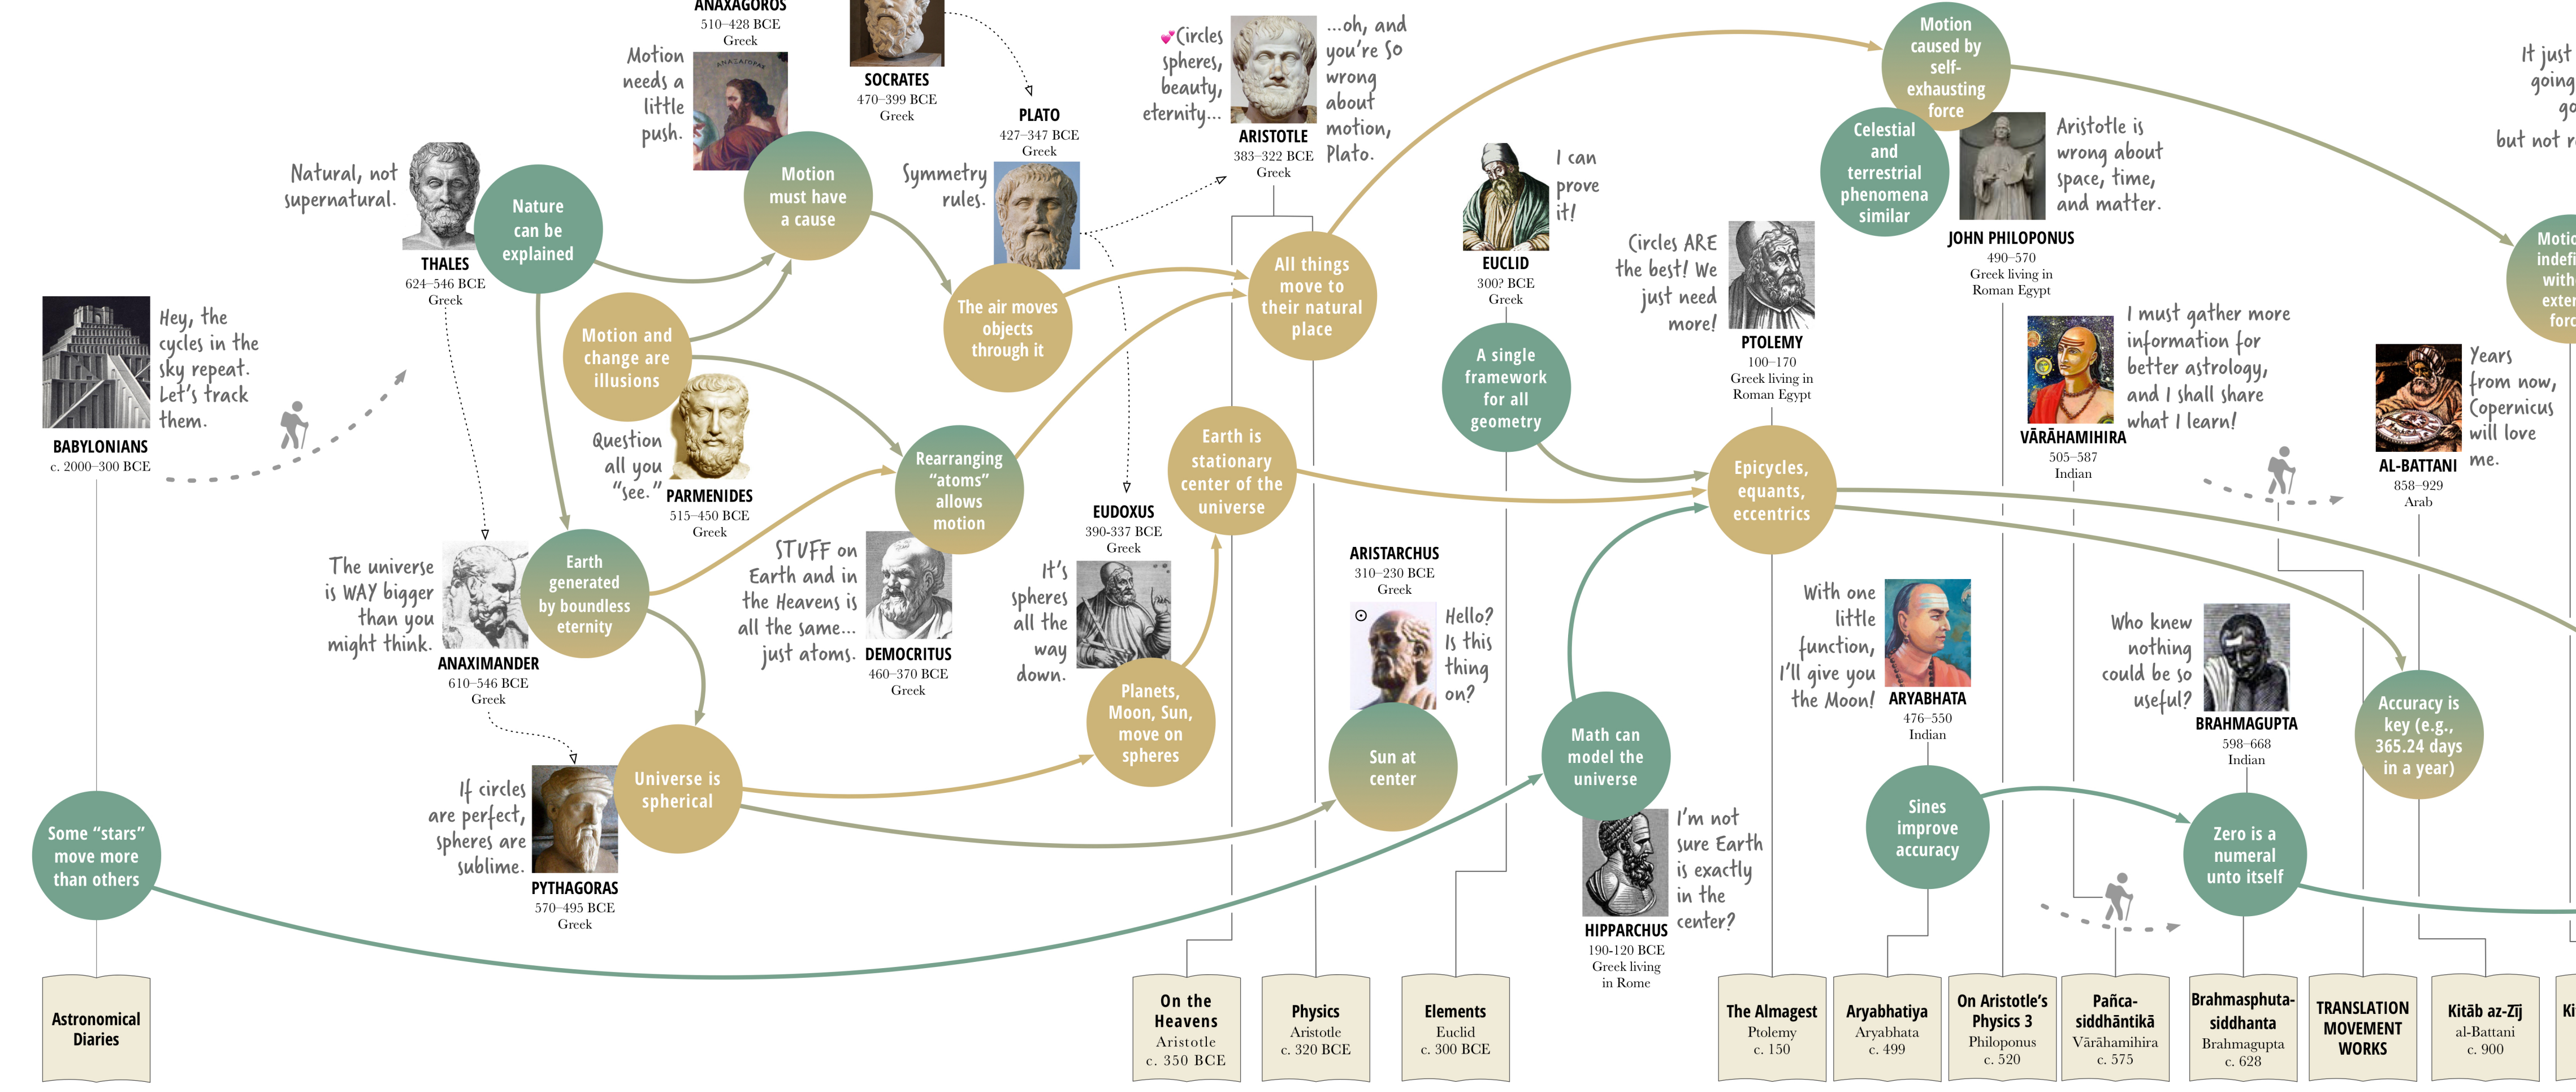 ANAXAGOROS
510–428 BCE
Greek
Motion
needs a
little
push.
ΑΝΑΞΑΓΟΡΑΣ
Motion
must have
a cause
SOCRATES
470–399 BCE
Greek
PLATO
427–347 BCE
Greek
Symmetry
rules.
The air moves
objects
through it
💕Circles
spheres,
beauty,
eternity...
...oh, and
you're SO
wrong
about
motion,
Plato.
ARISTOTLE
383–322 BCE
Greek
All things
move to
their natural
place
Earth is
stationary
center of the
universe
Natural, not
supernatural.
THALES
624–546 BCE
Greek
Nature
can be
explained
Hey, the
cycles in the
sky repeat.
Let's track
them.
BABYLONIANS
c. 2000–300 BCE
Some “stars”
move more
than others
Motion and
change are
illusions
Question
all you
“see.”
PARMENIDES
515–450 BCE
Greek
The universe
is WAY bigger
than you
might think.
ANAXIMANDER
610–546 BCE
Greek
Earth
generated
by boundless
eternity
If circles
are perfect,
spheres are
sublime.
PYTHAGORAS
570–495 BCE
Greek
Universe is
spherical
Rearranging
“atoms”
allows
motion
STUFF on
Earth and in
the Heavens is
all the same...
just atoms.
DEMOCRITUS
460–370 BCE
Greek
EUDOXUS
390-337 BCE
Greek
It's
spheres
all the
way
down.
Planets,
Moon, Sun,
move on
spheres
ARISTARCHUS
310–230 BCE
Greek
Hello?
Is this
thing
on?
Sun at
center
I can
prove
it!
EUCLID
300? BCE
Greek
A single
framework
for all
geometry
Math can
model the
universe
I'm not
sure Earth
is exactly
in the
center?
HIPPARCHUS
190-120 BCE
Greek living
in Rome
Circles ARE
the best! We
just need
more!
PTOLEMY
100–170
Greek living in
Roman Egypt
Epicycles,
equants,
eccentrics
Motion
caused by
self-
exhausting
force
Celestial
and
terrestrial
phenomena
similar
Aristotle is
wrong about
space, time,
and matter.
JOHN PHILOPONUS
490–570
Greek living in
Roman Egypt
I must gather more
information for
better astrology,
and I shall share
what I learn!
VĀRĀHAMIHIRA
505–587
Indian
With one
little
function,
I'll give you
the Moon!
ARYABHATA
476–550
Indian
Sines
improve
accuracy
Who knew
nothing
could be so
useful?
BRAHMAGUPTA
598–668
Indian
Zero is a
numeral
unto itself
Years
from now,
Copernicus
will love
me.
AL-BATTANI
858–929
Arab
Accuracy is
key (e.g.,
365.24 days
in a year)
It just
going
but not
Astronomical
Diaries
On the
Heavens
Aristotle
c. 350 BCE
Physics
Aristotle
c. 320 BCE
Elements
Euclid
c. 300 BCE
The Almagest
Ptolemy
c. 150
Aryabhatiya
Aryabhata
c. 499
On Aristotle's
Physics 3
Philoponus
c. 520
Pañca-
siddhāntikā
Vārāhamihira
c. 575
Brahmasphuta-
siddhanta
Brahmagupta
c. 628
TRANSLATION
MOVEMENT
WORKS
Kitāb az-Zīj
al-Battani
c. 900